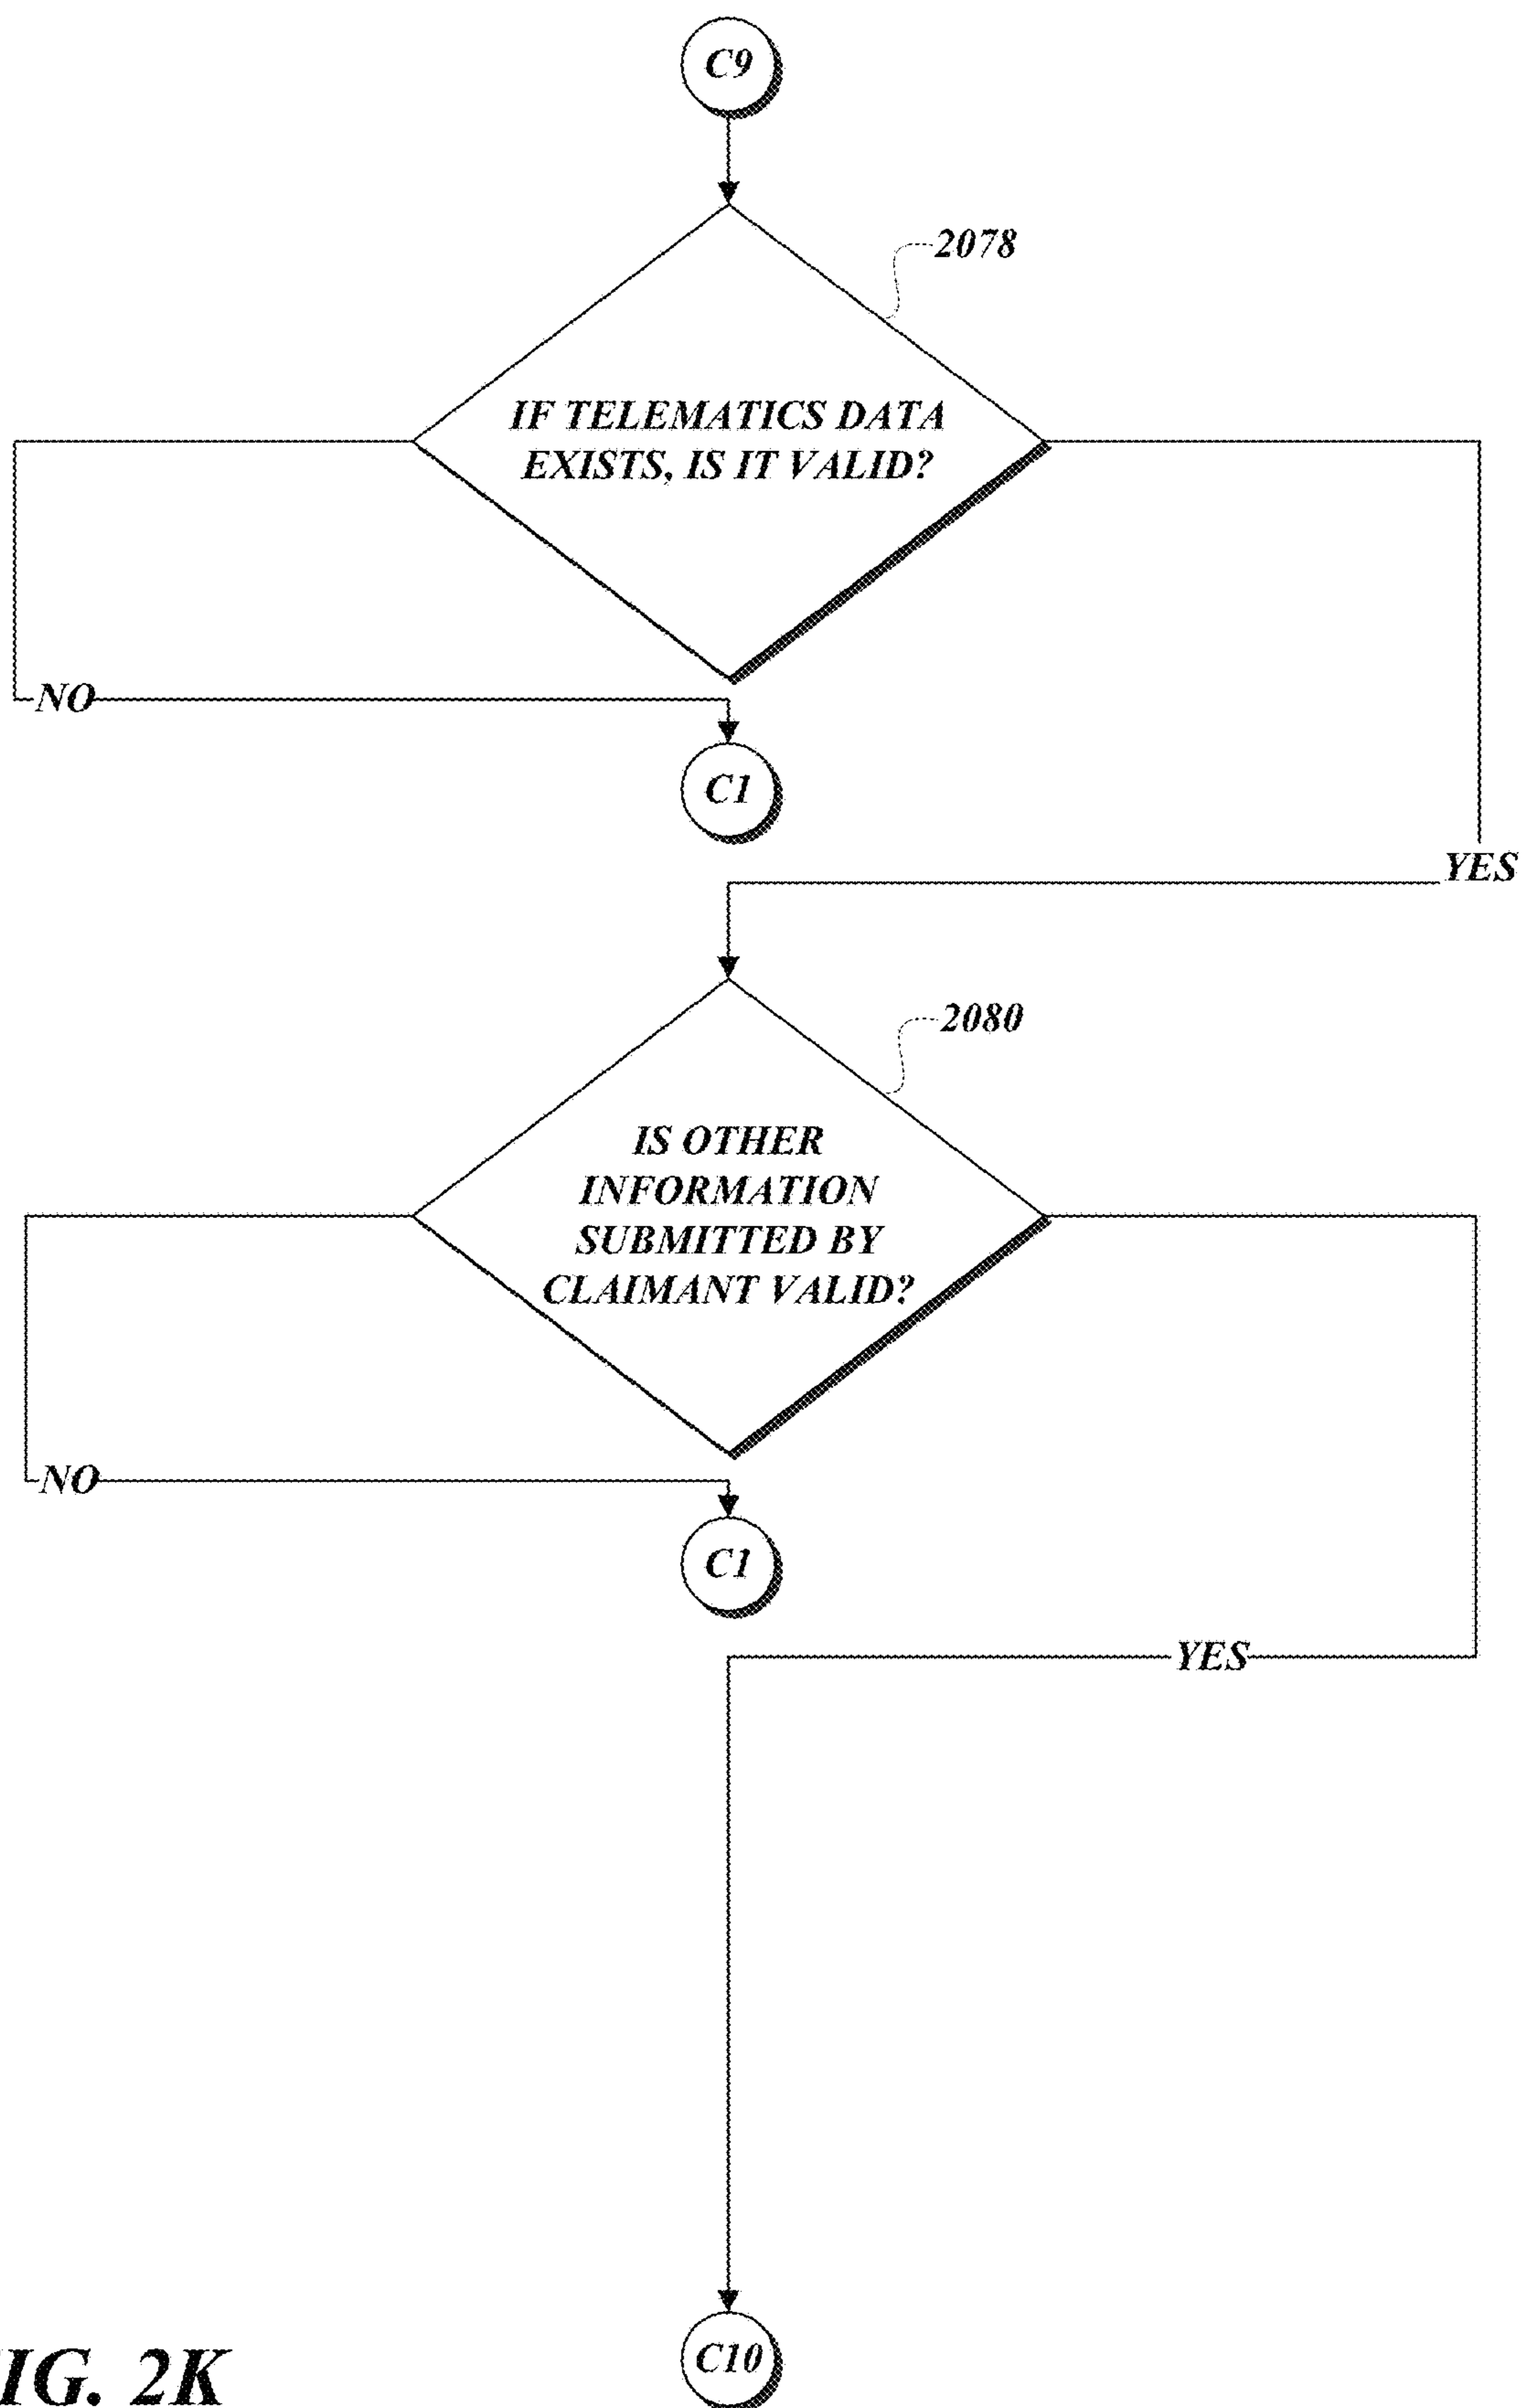 C9
2078
IF TELEMATICS DATA
EXISTS, IS IT VALID?
NO
C1
YES
2080
IS OTHER
INFORMATION
SUBMITTED BY
CLAIMANT VALID?
NO
C1
YES
C10
IG. 2K